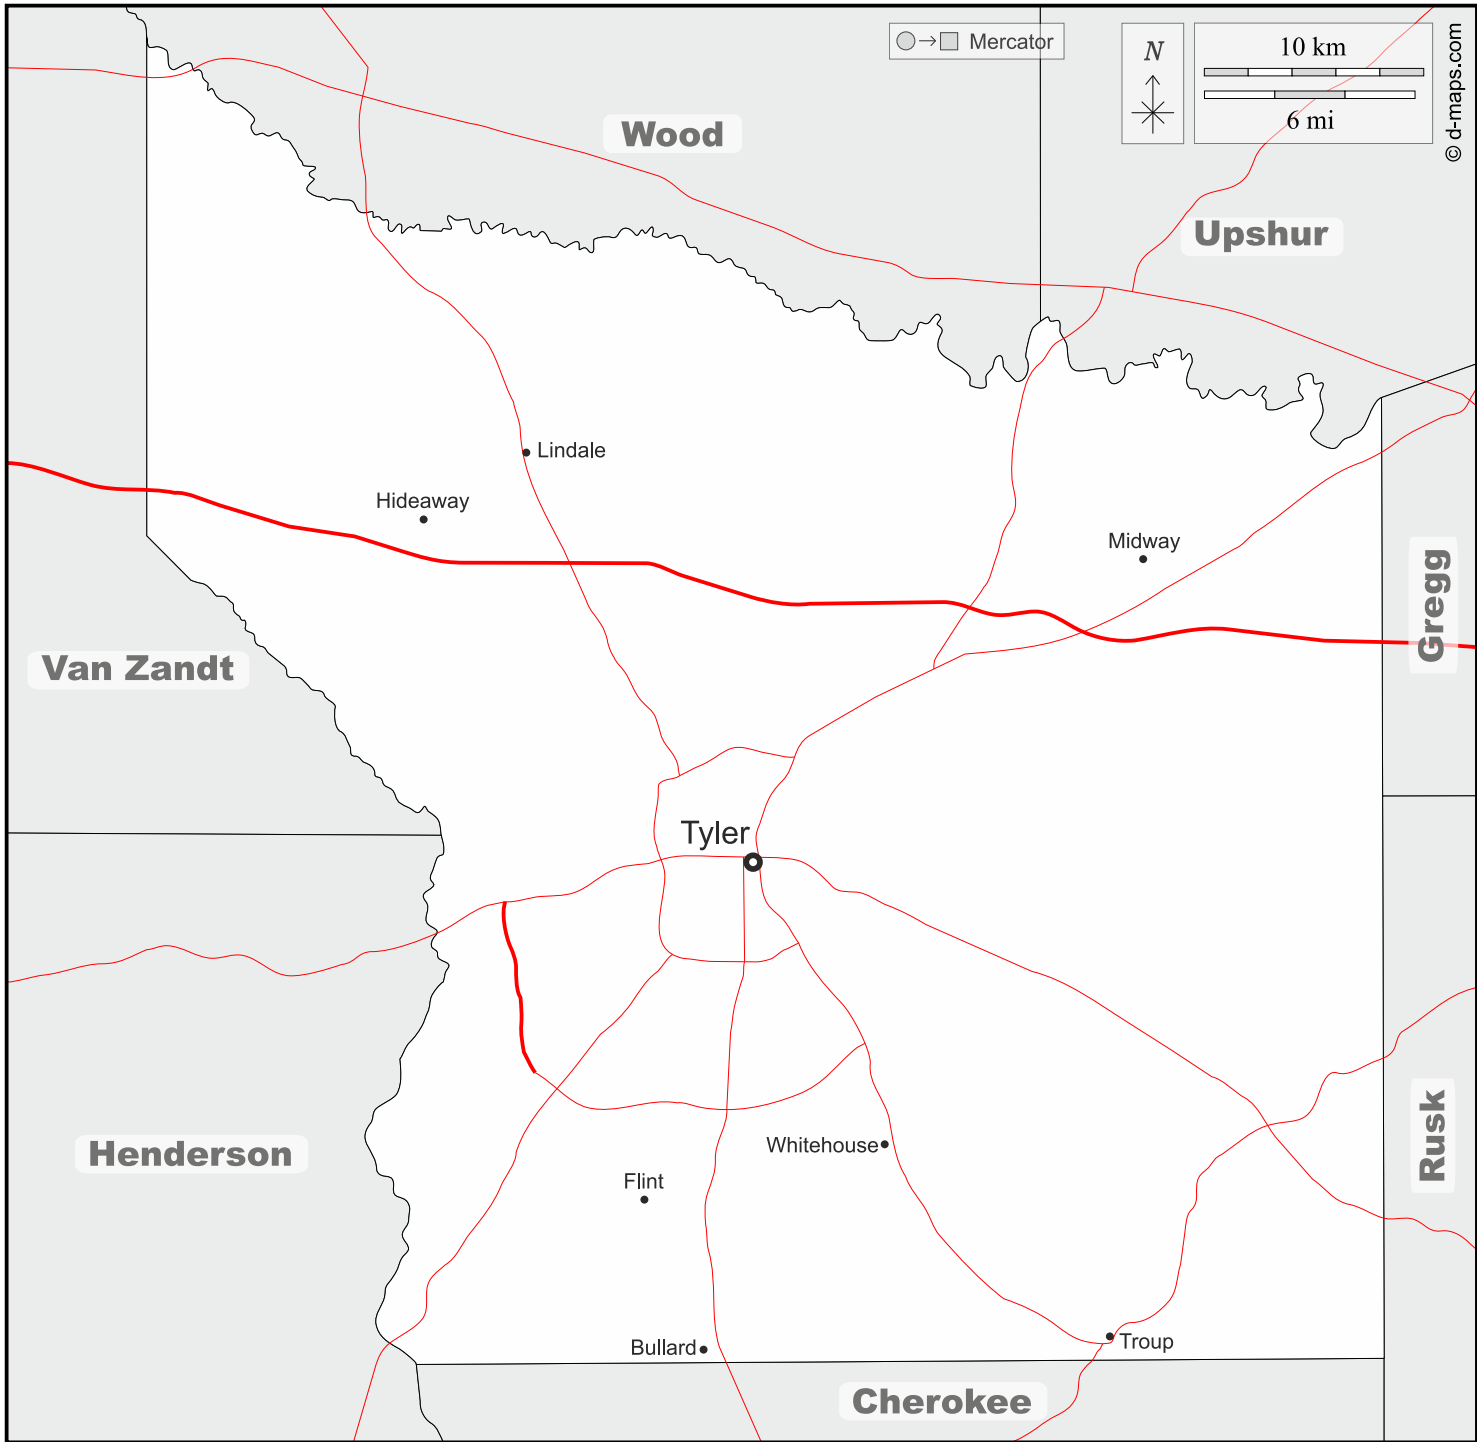 Mercator
N
10 km
6 mi
© d-maps.com
Wood
Upshur
Lindale
Hideaway
Midway
Gregg
Van Zandt
Tyler
Henderson
Rusk
Whitehouse
Flint
Bullard
Troup
Cherokee